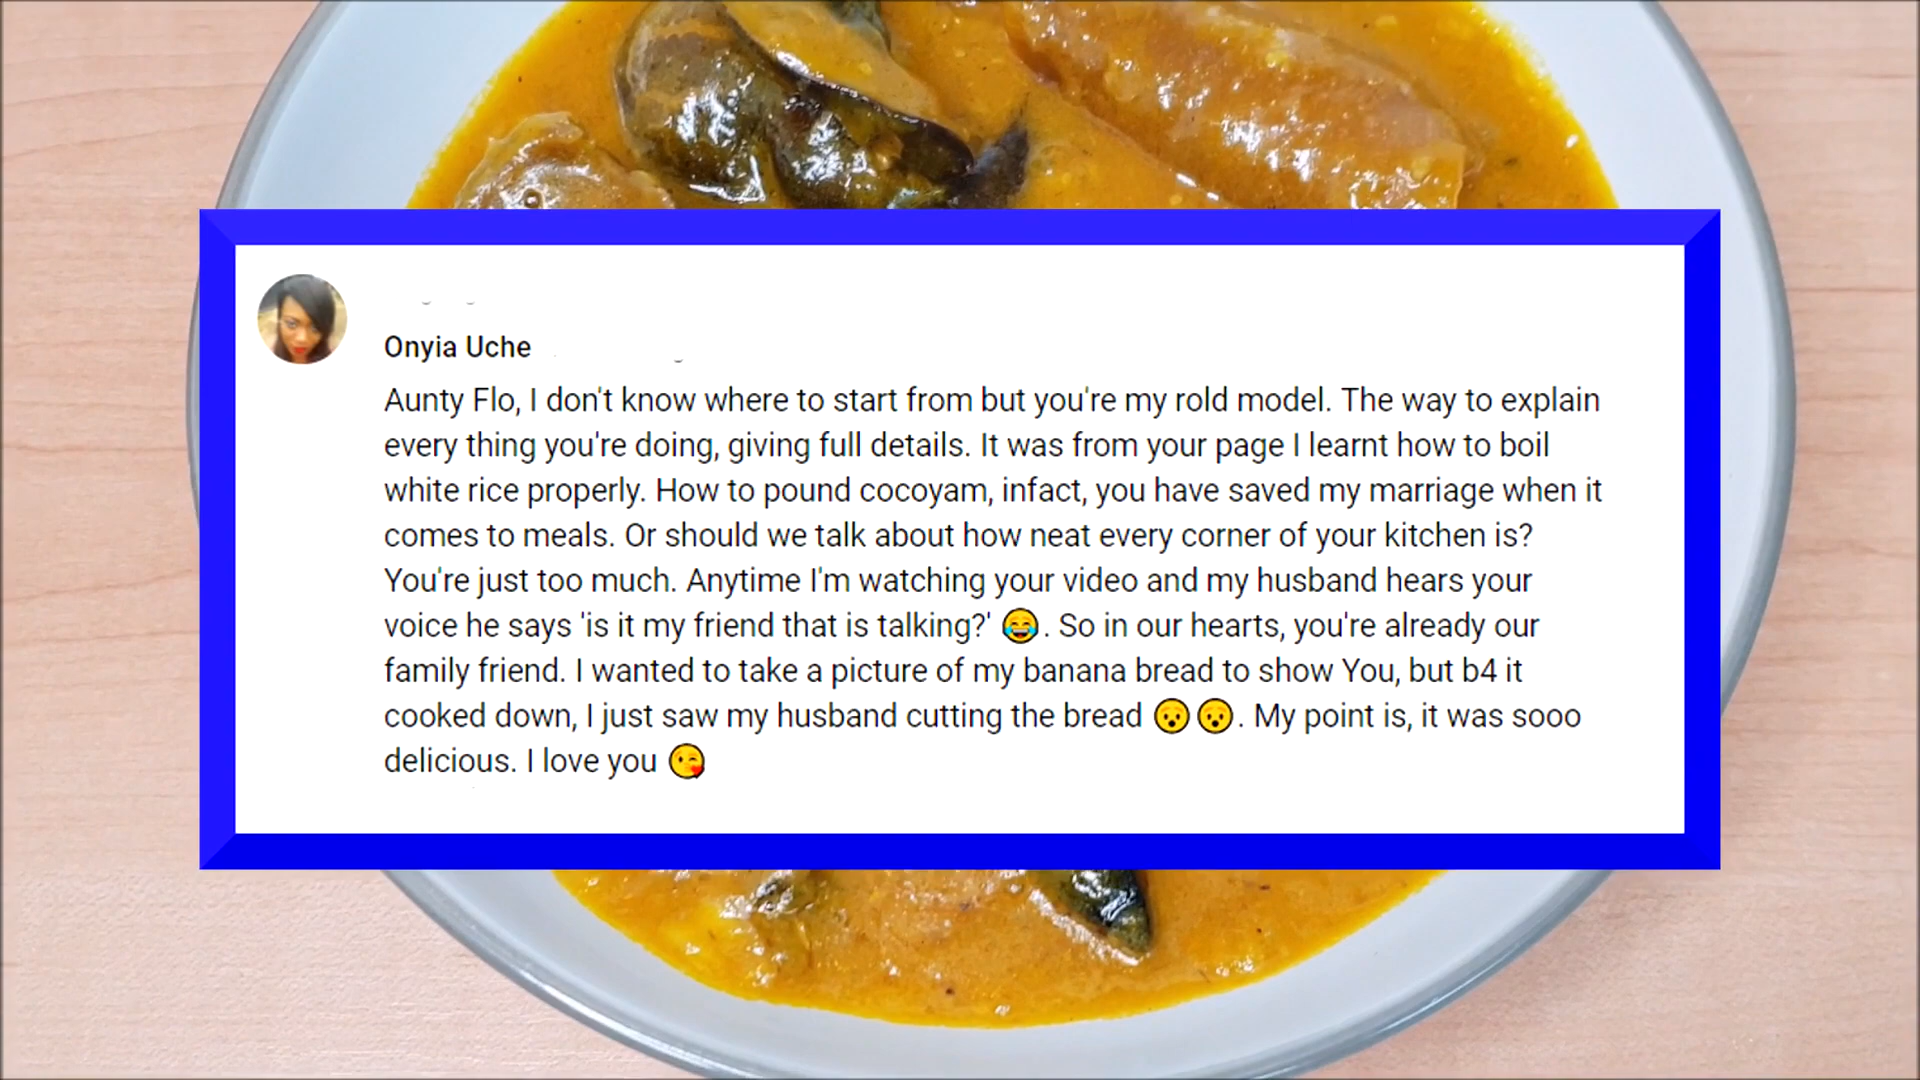 Onyia Uche
Aunty Flo, I don't know where to start from but you're my rold model. The way to explain
every thing you're doing, giving full details. It was from your page I learnt how to boil
white rice properly. How to pound cocoyam, infact, you have saved my marriage when it
comes to meals. Or should we talk about how neat every corner of your kitchen is?
You're just too much. Anytime I'm watching your video and my husband hears your
voice he says 'is it my friend that is talking?' 😂. So in our hearts, you're already our
family friend. I wanted to take a picture of my banana bread to show You, but b4 it
cooked down, I just saw my husband cutting the bread 😮😮. My point is, it was sooo
delicious. I love you 😘